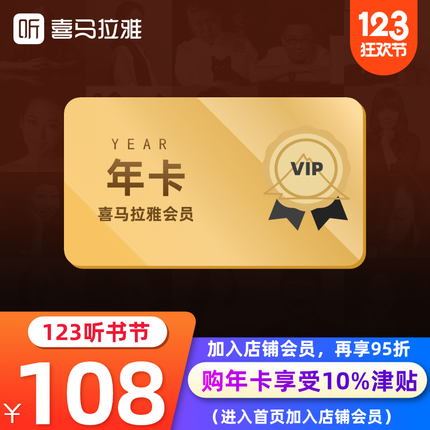 听 喜马拉雅
123
狂欢节
YEAR
年卡
喜马拉雅会员
VIP
123听书节
¥108
加入店铺会员，再享95折
购年卡享受10%津贴
（进入首页加入店铺会员）